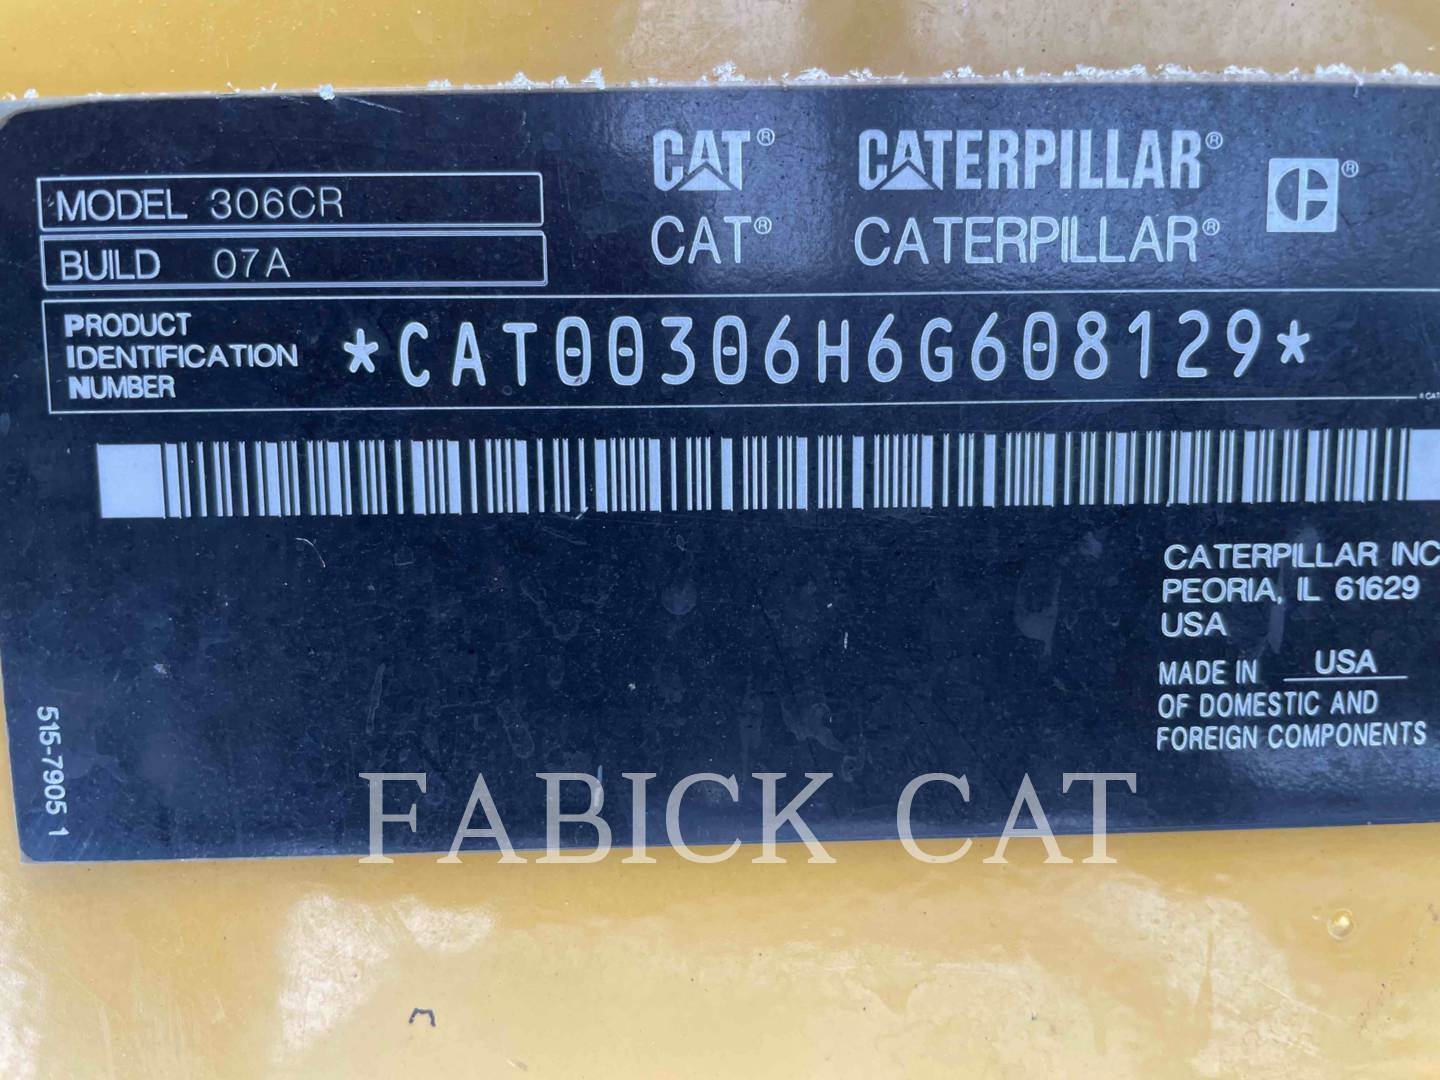 CAT® CATERPILLAR® ®
CAT® CATERPILLAR®
MODEL 306CR
BUILD 07A
PRODUCT
IDENTIFICATION
NUMBER
*CAT00306H6G608129*
CATERPILLAR INC
PEORIA, IL 61629
USA
MADE IN USA
OF DOMESTIC AND
FOREIGN COMPONENTS
515-7905 1
FABICK CAT